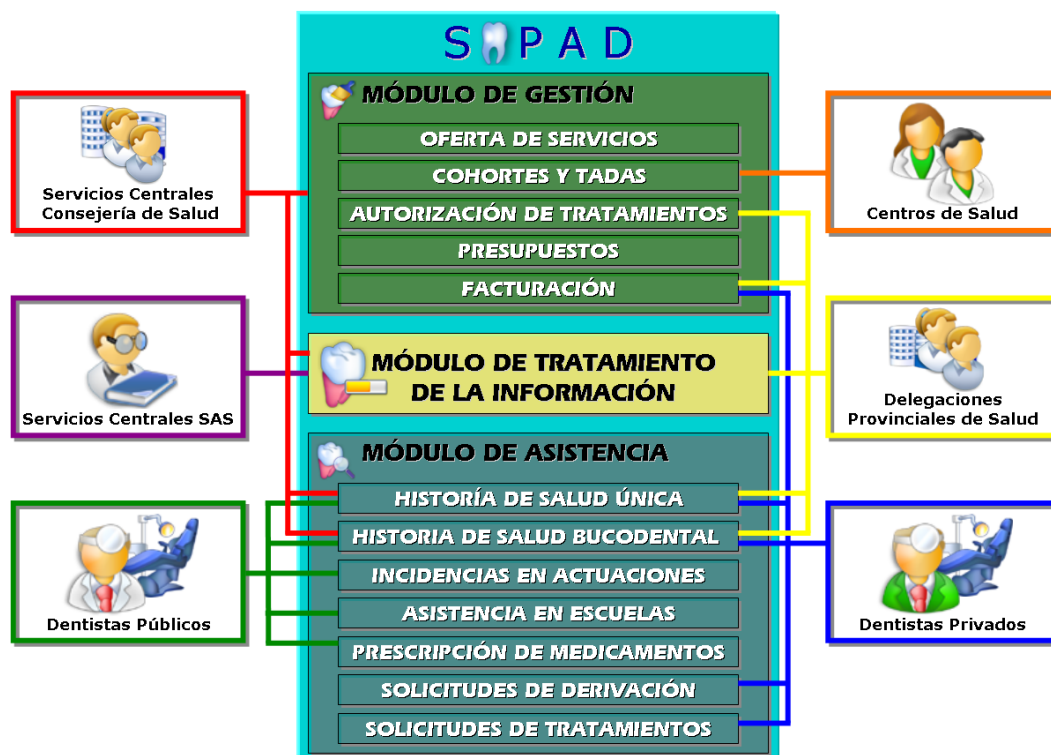 S PAD
MÓDULO DE GESTIÓN
OFERTA DE SERVICIOS
COHORTES Y TADAS
AUTORIZACIÓN DE TRATAMIENTOS
PRESUPUESTOS
FACTURACIÓN
MÓDULO DE TRATAMIENTO
DE LA INFORMACIÓN
MÓDULO DE ASISTENCIA
HISTORÍA DE SALUD ÚNICA
HISTORIA DE SALUD BUCODENTAL
INCIDENCIAS EN ACTUACIONES
ASISTENCIA EN ESCUELAS
PRESCRIPCIÓN DE MEDICAMENTOS
SOLICITUDES DE DERIVACIÓN
SOLICITUDES DE TRATAMIENTOS
Servicios Centrales
Consejería de Salud
Servicios Centrales SAS
Dentistas Públicos
Centros de Salud
Delegaciones
Provinciales de Salud
Dentistas Privados